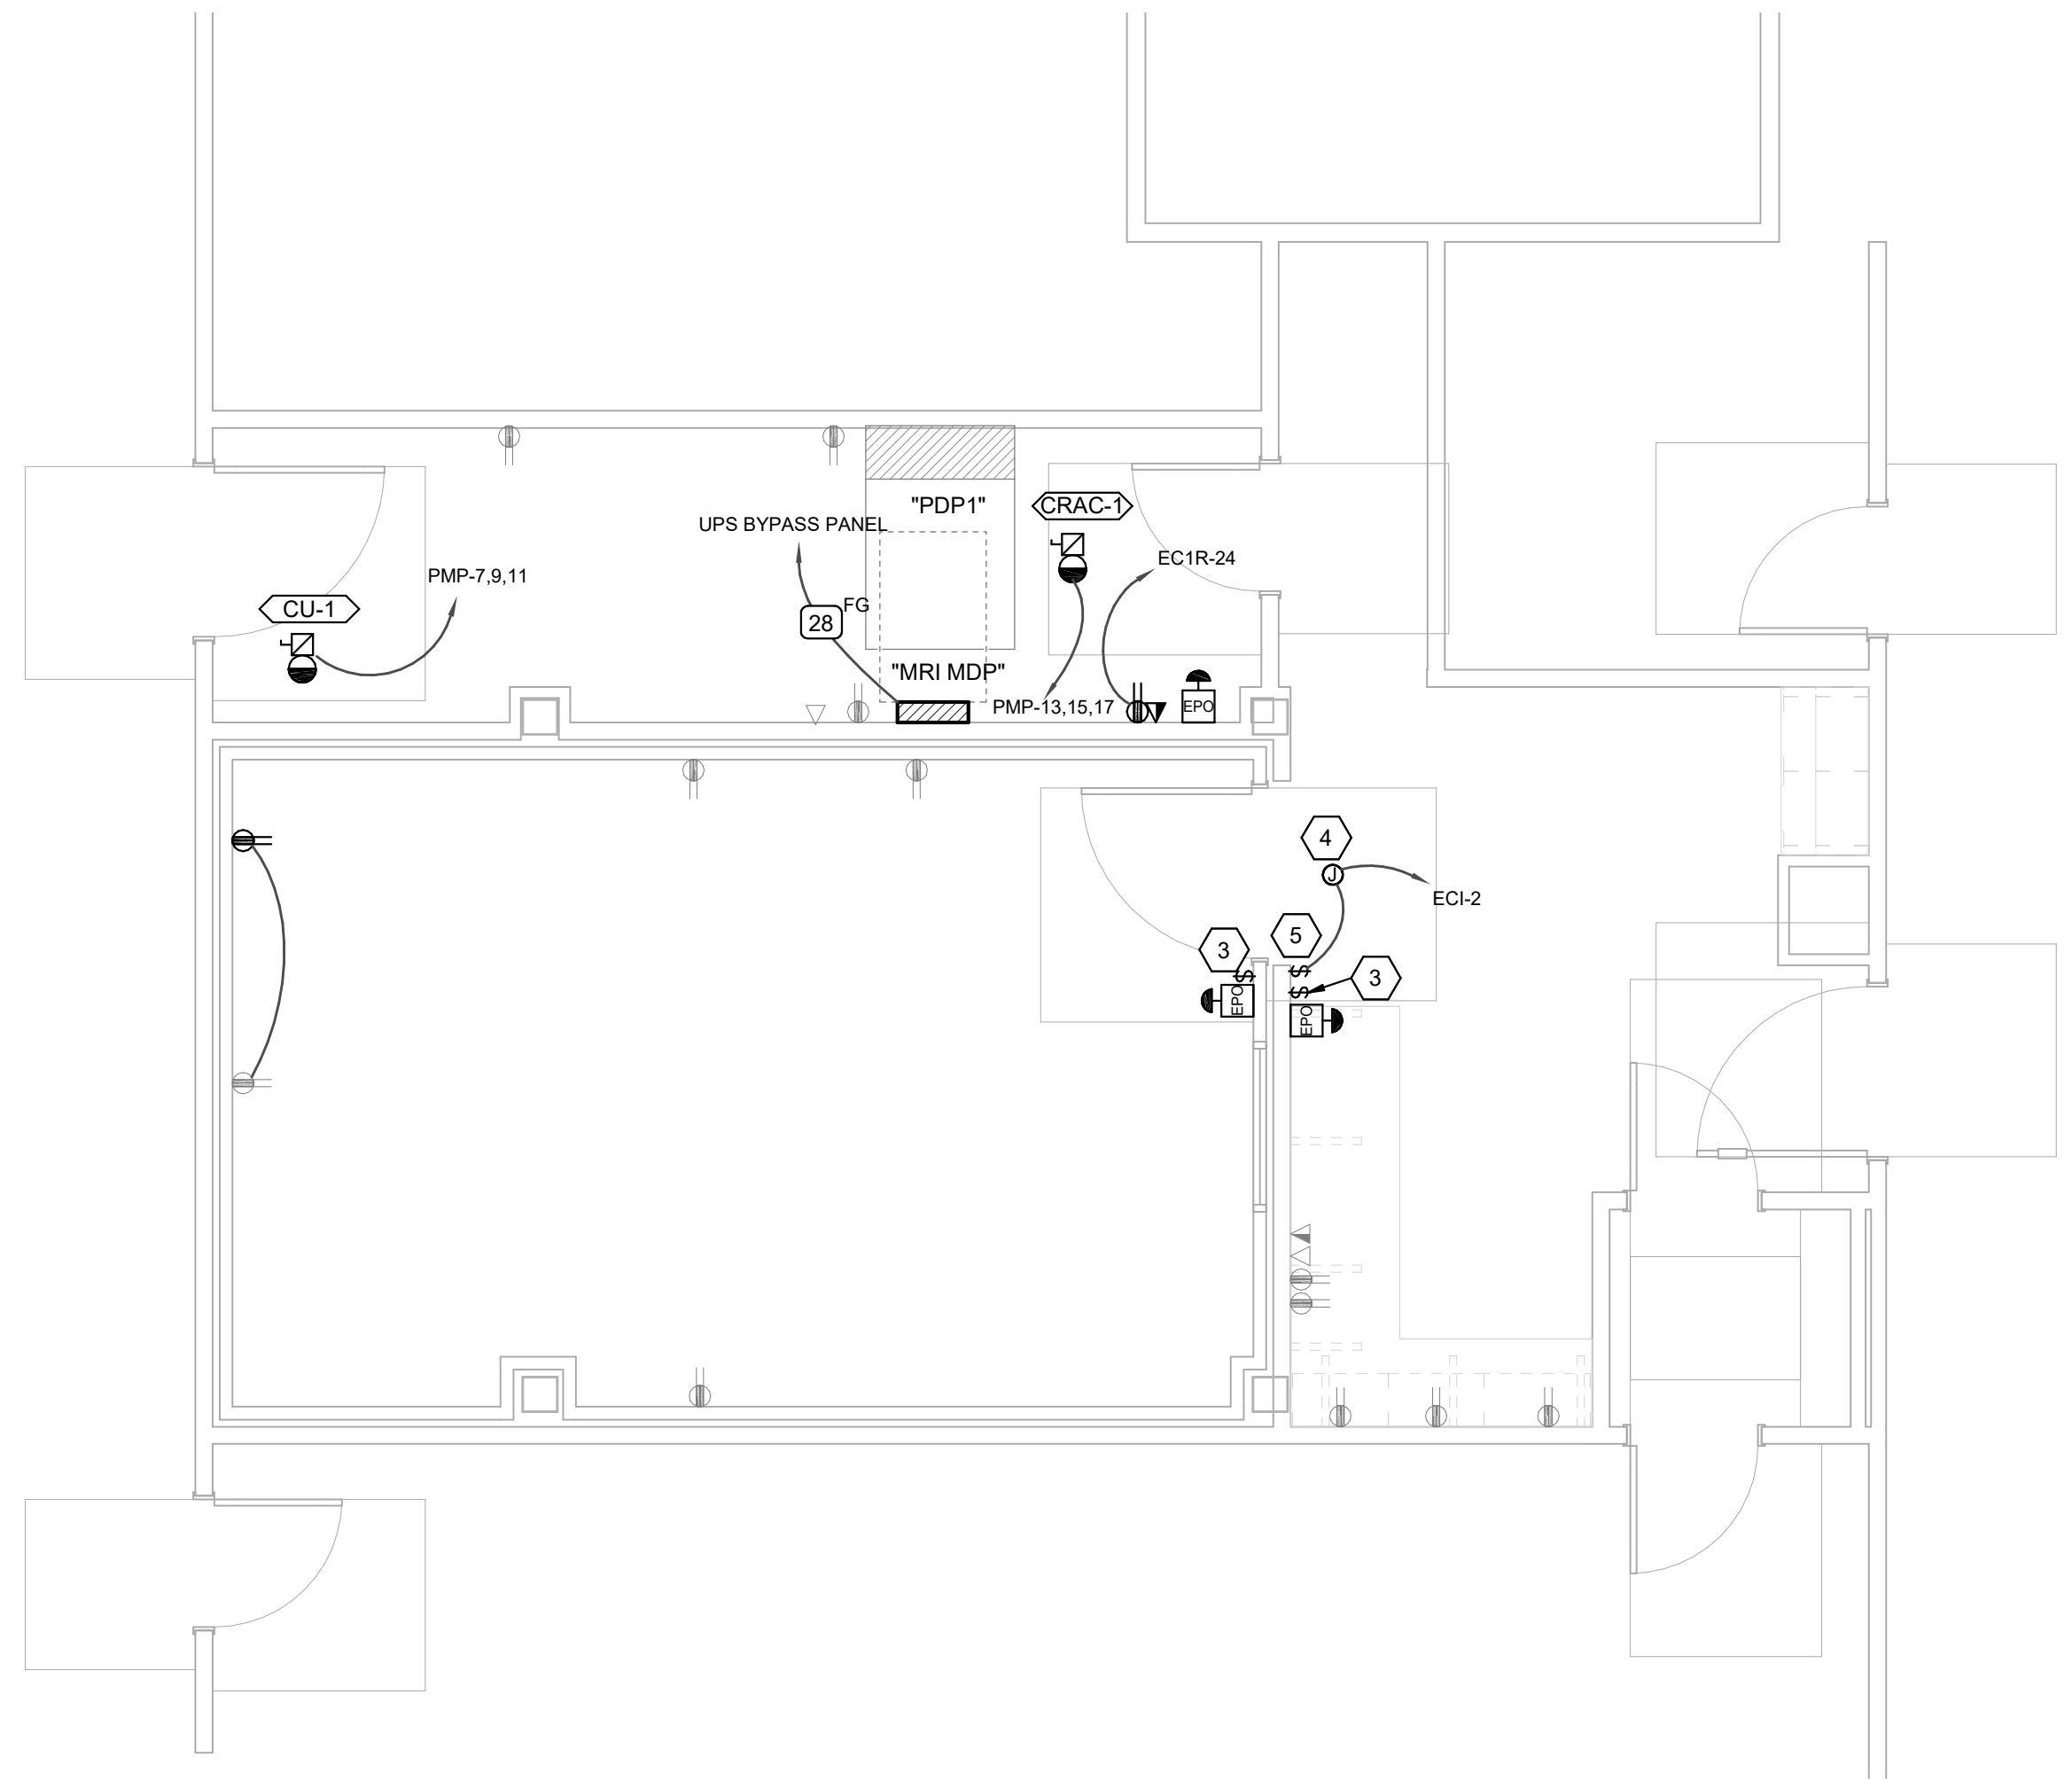 "PDP1"
CRAC-1
UPS BYPASS PANEL
EC1R-24
PMP-7,9,11
CU-1
FG
28
"MRI MDP"
PMP-13,15,17
EPO
4
J
ECI-2
5
3
$
$
3
$
EPO
EPO